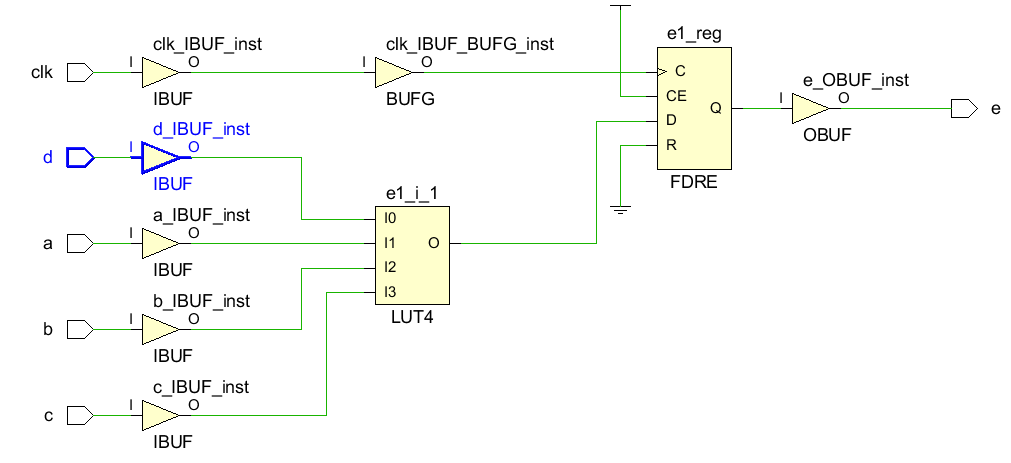 clk_IBUF_inst
clk
I
O
IBUF
clk_IBUF_BUFG_inst
I
O
BUFG
d_IBUF_inst
d
I
O
IBUF
a_IBUF_inst
a
I
O
IBUF
b_IBUF_inst
b
I
O
IBUF
c_IBUF_inst
c
I
O
IBUF
e1_i_1
I0
I1
I2
I3
O
LUT4
e1_reg
C
CE
D
R
Q
FDRE
e_OBUF_inst
I
O
OBUF
e